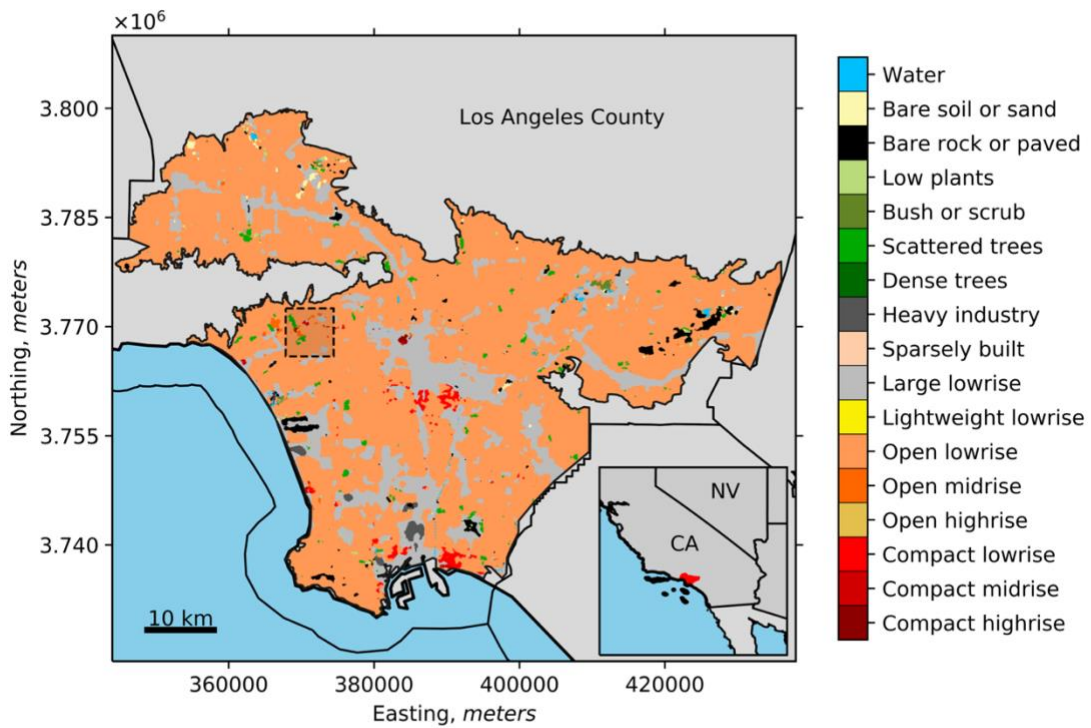 ×10⁶
3.800
3.785
3.770
3.755
3.740
Northing, meters
Los Angeles County
NV
CA
10 km
360000 380000 400000 420000
Easting, meters
Water
Bare soil or sand
Bare rock or paved
Low plants
Bush or scrub
Scattered trees
Dense trees
Heavy industry
Sparsely built
Large lowrise
Lightweight lowrise
Open lowrise
Open midrise
Open highrise
Compact lowrise
Compact midrise
Compact highrise